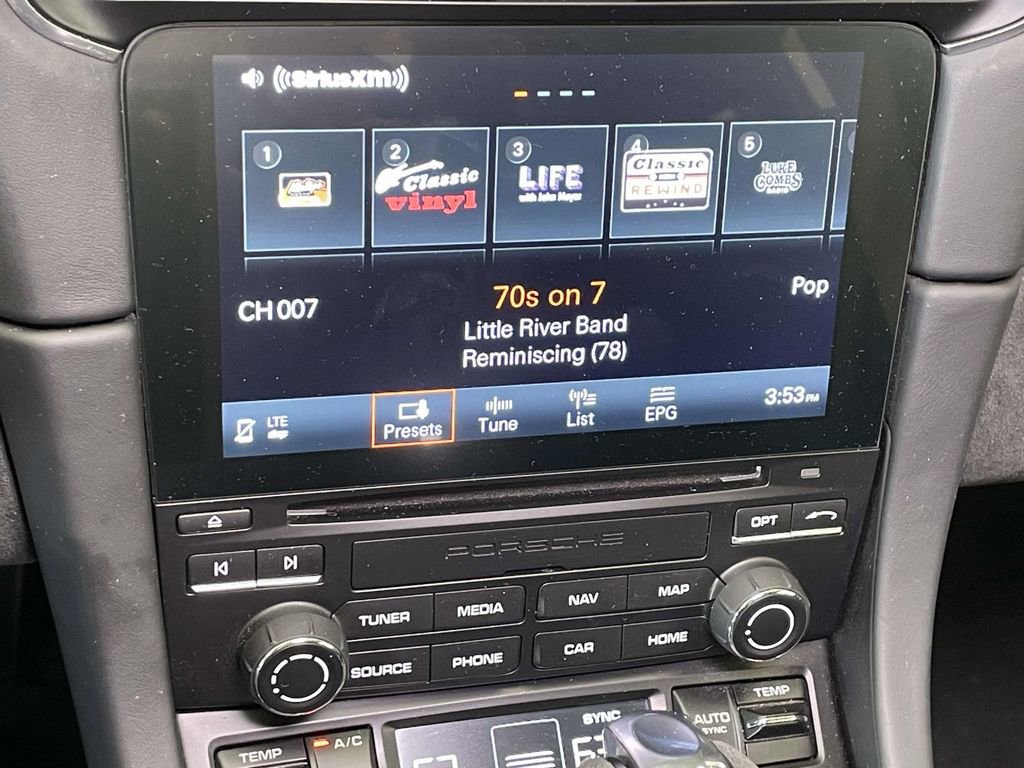 ((SiriusXM))
1
2
3
4
5
Classic vinyl
LIFE
with John Mayer
Classic
REWIND
LUKE
COMBS
RADIO
CH 007
70s on 7
Pop
Little River Band
Reminiscing (78)
LTE
Presets
Tune
List
EPG
3:53PM
OPT
PORSCHE
TUNER
MEDIA
NAV
MAP
SOURCE
PHONE
CAR
HOME
TEMP
A/C
SYNC
AUTO
SYNC
TEMP